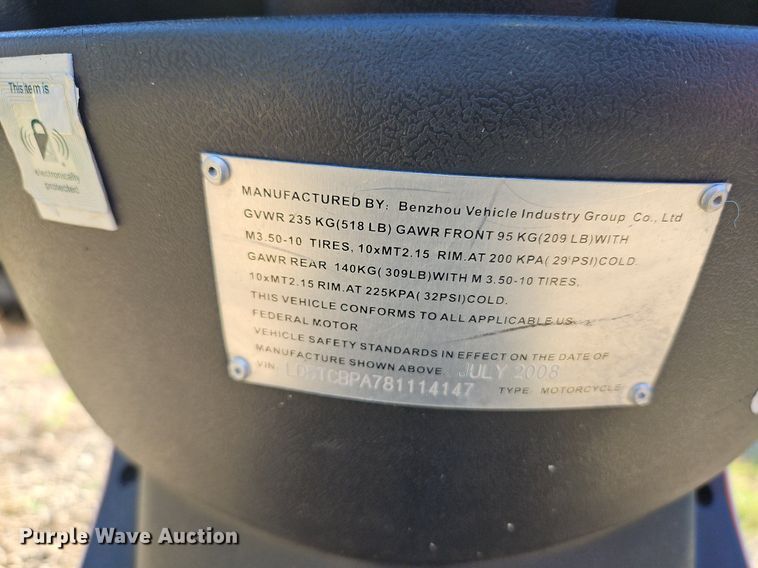 This item is
electronically
protected
MANUFACTURED BY: Benzhou Vehicle Industry Group Co., Ltd
GVWR 235 KG(518 LB) GAWR FRONT 95 KG(209 LB)WITH
M3.50-10 TIRES, 10xMT2.15 RIM.AT 200 KPA( 29 PSI)COLD.
GAWR REAR 140KG( 309LB)WITH M 3.50-10 TIRES,
10xMT2.15 RIM.AT 225KPA( 32PSI)COLD.
THIS VEHICLE CONFORMS TO ALL APPLICABLE US
FEDERAL MOTOR
VEHICLE SAFETY STANDARDS IN EFFECT ON THE DATE OF
MANUFACTURE SHOWN ABOVE. JULY 2008
VIN: TYPE: MOTORCYCLE
Purple Wave Auction